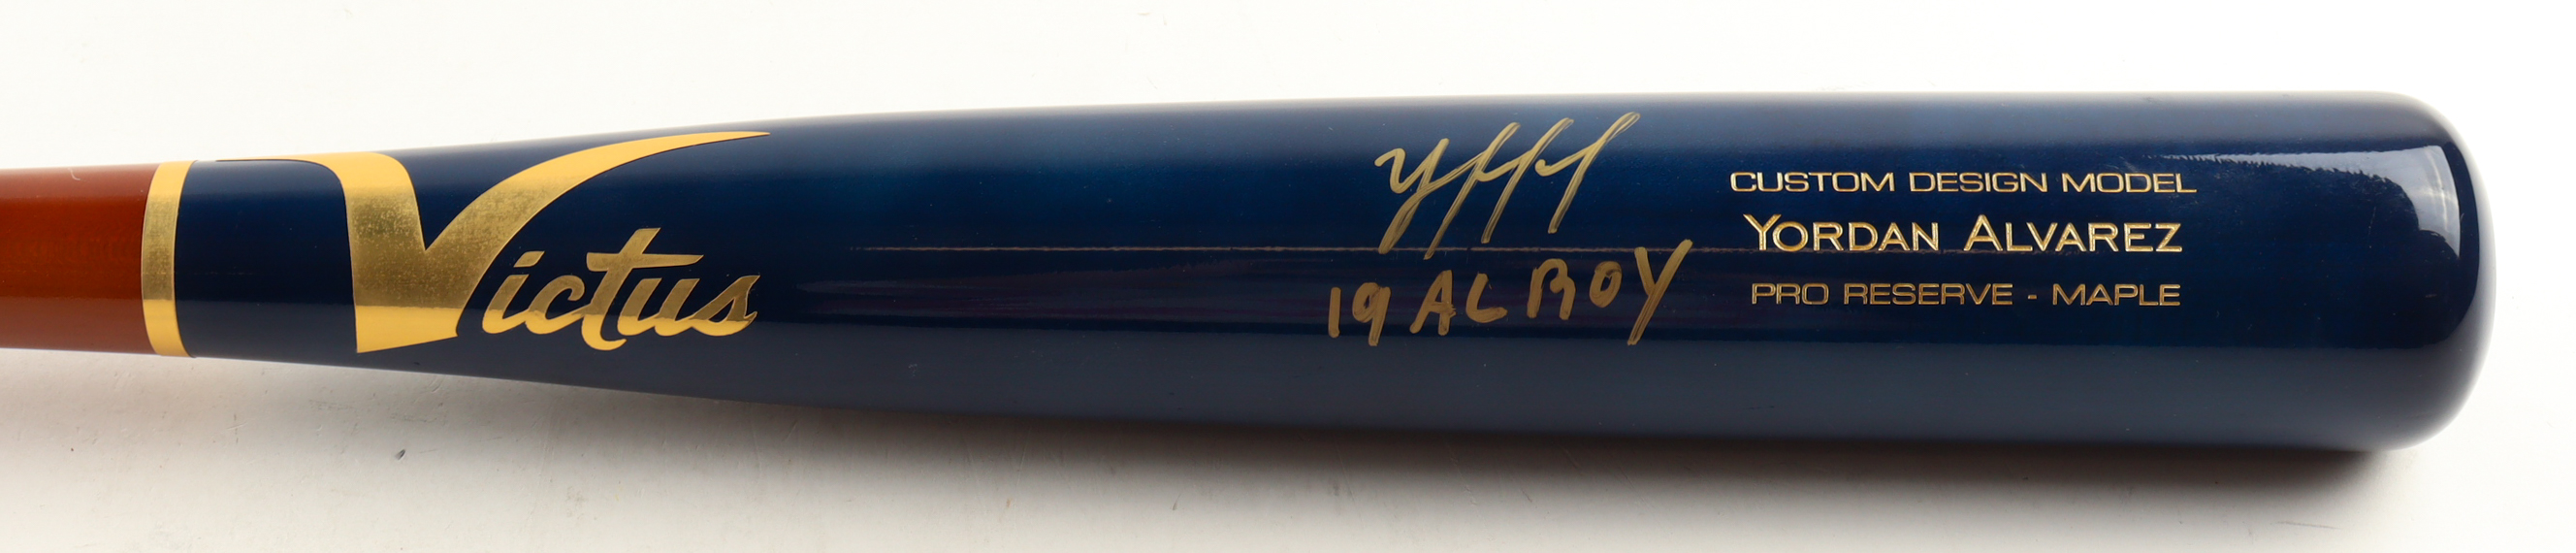 Victus
19 AL ROY
CUSTOM DESIGN MODEL
YORDAN ALVAREZ
PRO RESERVE - MAPLE